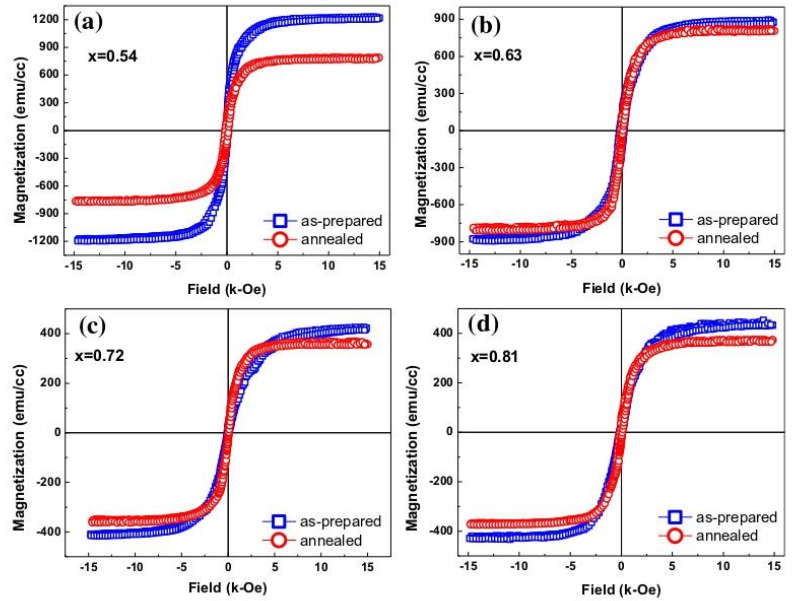 (a)
x=0.54
1200
900
600
300
0
-300
-600
-900
-1200
Magnetization (emu/cc)
as-prepared
annealed
-15 -10 -5 0 5 10 15
Field (k-Oe)
(b)
x=0.63
900
600
300
0
-300
-600
-900
Magnetization (emu/cc)
as-prepared
annealed
-15 -10 -5 0 5 10 15
Field (k-Oe)
(c)
x=0.72
400
200
0
-200
-400
Magnetization (emu/cc)
as-prepared
annealed
-15 -10 -5 0 5 10 15
Field (k-Oe)
(d)
x=0.81
400
200
0
-200
-400
Magnetization (emu/cc)
as-prepared
annealed
-15 -10 -5 0 5 10 15
Field (k-Oe)